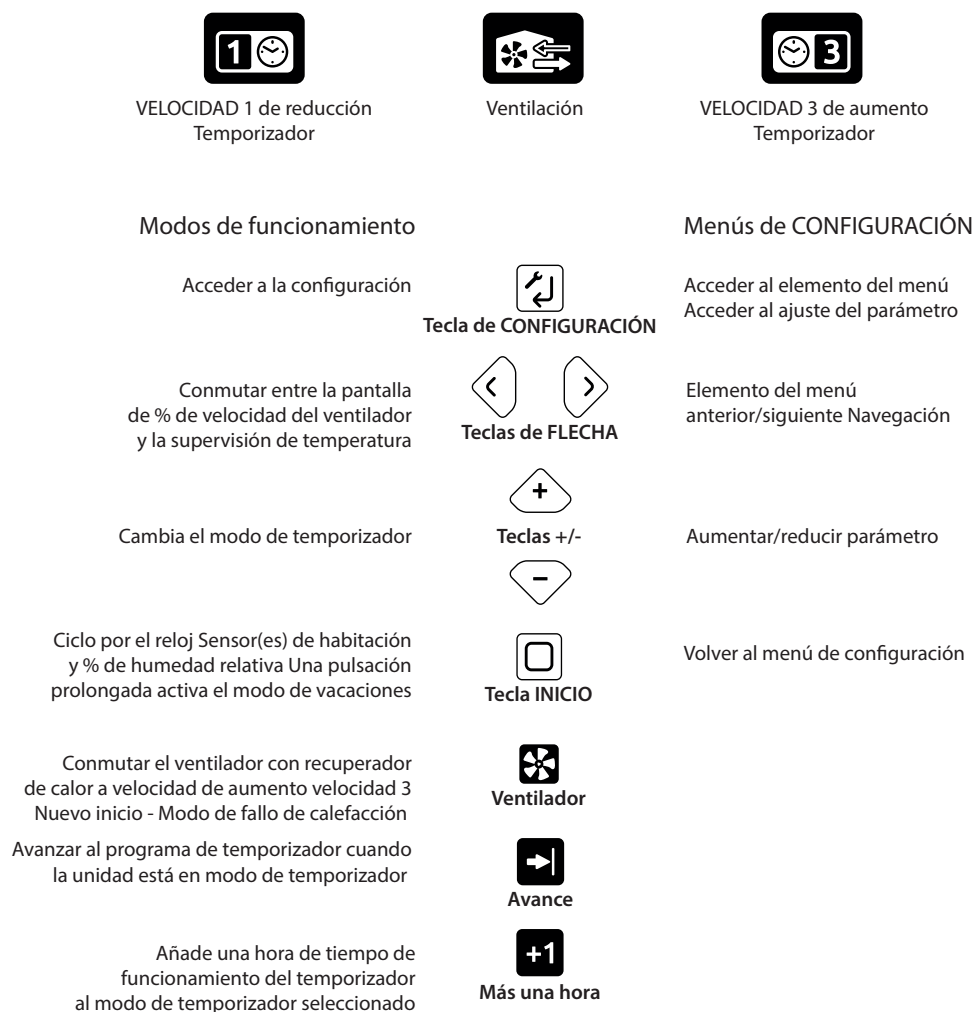 1
3
VELOCIDAD 1 de reducción
Temporizador
Ventilación
VELOCIDAD 3 de aumento
Temporizador
Modos de funcionamiento
Menús de CONFIGURACIÓN
Acceder a la configuración
Tecla de CONFIGURACIÓN
Acceder al elemento del menú
Acceder al ajuste del parámetro
Conmutar entre la pantalla
de % de velocidad del ventilador
y la supervisión de temperatura
Teclas de FLECHA
Elemento del menú
anterior/siguiente Navegación
+
Cambia el modo de temporizador
Teclas +/-
Aumentar/reducir parámetro
-
Ciclo por el reloj Sensor(es) de habitación
y % de humedad relativa Una pulsación
prolongada activa el modo de vacaciones
Tecla INICIO
Volver al menú de configuración
Conmutar el ventilador con recuperador
de calor a velocidad de aumento velocidad 3
Nuevo inicio - Modo de fallo de calefacción
Ventilador
Avanzar al programa de temporizador cuando
la unidad está en modo de temporizador
Avance
Añade una hora de tiempo de
funcionamiento del temporizador
al modo de temporizador seleccionado
+1
Más una hora